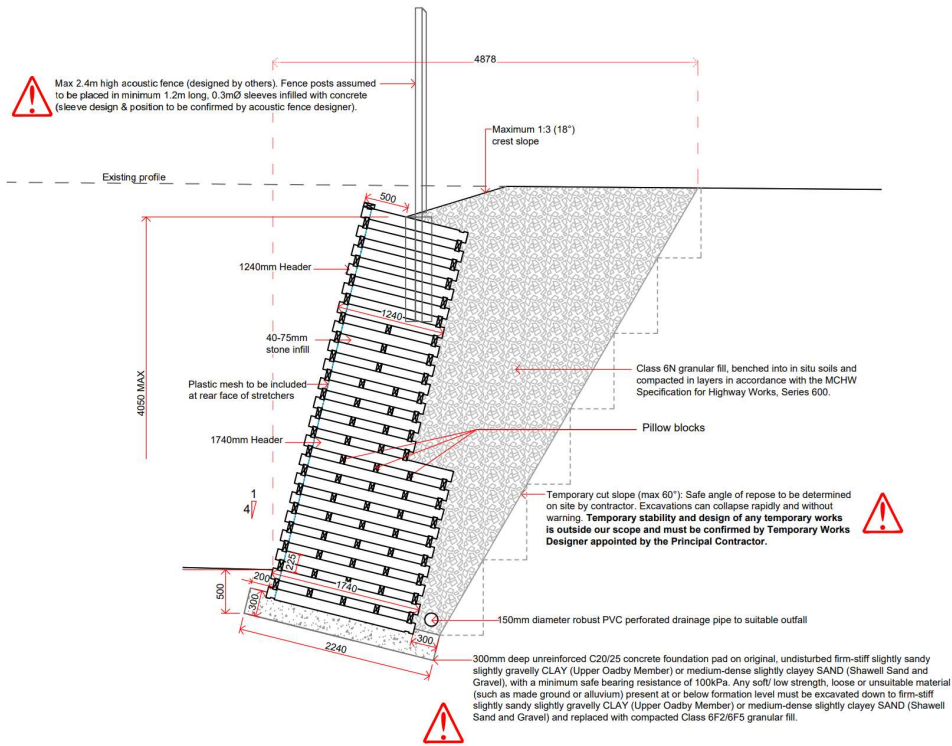 4878
Max 2.4m high acoustic fence (designed by others). Fence posts assumed
to be placed in minimum 1.2m long, 0.3mØ sleeves infilled with concrete
(sleeve design & position to be confirmed by acoustic fence designer).
Maximum 1:3 (18°)
crest slope
Existing profile
500
1240mm Header
1240
40-75mm
stone infill
4050 MAX
Class 6N granular fill, benched into in situ soils and
compacted in layers in accordance with the MCHW
Specification for Highway Works, Series 600.
Plastic mesh to be included
at rear face of stretchers
Pillow blocks
1740mm Header
1
4
Temporary cut slope (max 60°): Safe angle of repose to be determined
on site by contractor. Excavations can collapse rapidly and without
warning. Temporary stability and design of any temporary works
is outside our scope and must be confirmed by Temporary Works
Designer appointed by the Principal Contractor.
225
200
1740
500
300
150mm diameter robust PVC perforated drainage pipe to suitable outfall
300
2240
300mm deep unreinforced C20/25 concrete foundation pad on original, undisturbed firm-stiff slightly sandy
slightly gravelly CLAY (Upper Oadby Member) or medium-dense slightly clayey SAND (Shawell Sand and
Gravel), with a minimum safe bearing resistance of 100kPa. Any soft/ low strength, loose or unsuitable material
(such as made ground or alluvium) present at or below formation level must be excavated down to firm-stiff
slightly sandy slightly gravelly CLAY (Upper Oadby Member) or medium-dense slightly clayey SAND (Shawell
Sand and Gravel) and replaced with compacted Class 6F2/6F5 granular fill.